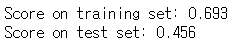 Score on training set: 0.693
Score on test set: 0.456